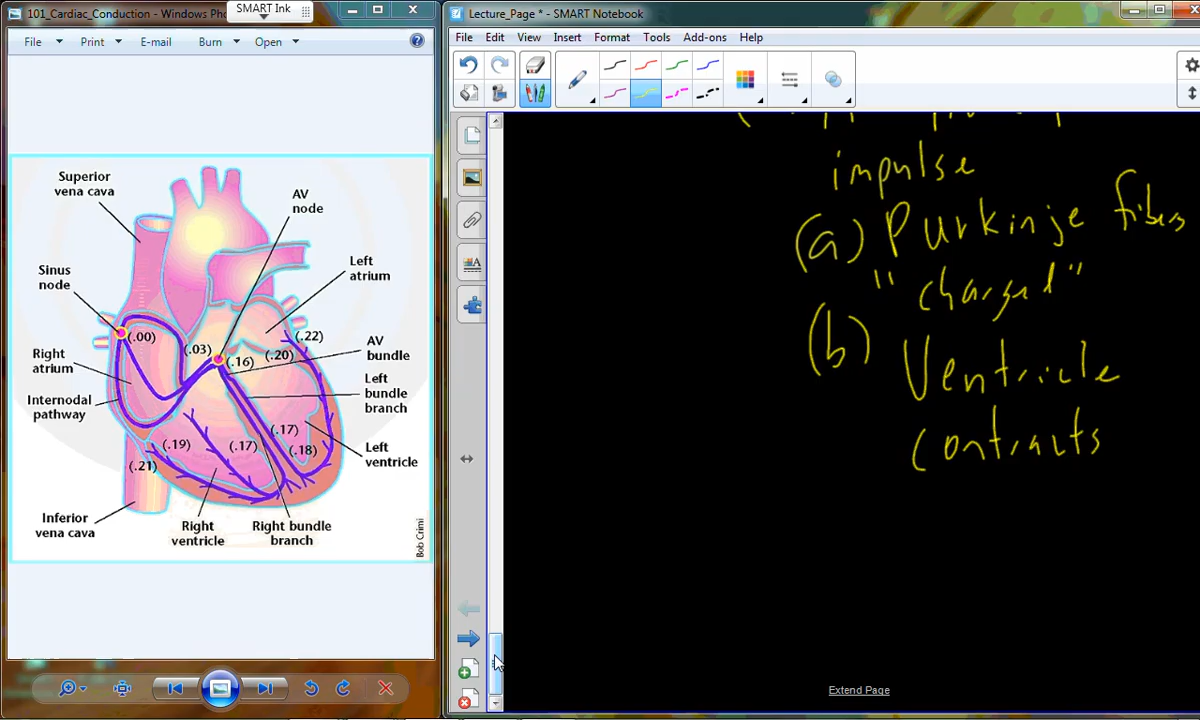 101_Cardiac_Conduction - Windows Pho
SMART Ink
File Print E-mail Burn Open
Superior
vena cava
AV
node
Sinus
node
Left
atrium
(.00)
(.03)
(.16)
(.20)
(.22)
AV
bundle
Right
atrium
Left
bundle
branch
Internodal
pathway
(.19)
(.17)
(.17)
(.18)
(.21)
Left
ventricle
Inferior
vena cava
Right
ventricle
Right bundle
branch
Bob Crimi
Lecture_Page * - SMART Notebook
File Edit View Insert Format Tools Add-ons Help
impulse
(a) Purkinje fibers
"charged"
(b) Ventricle
contracts
Extend Page